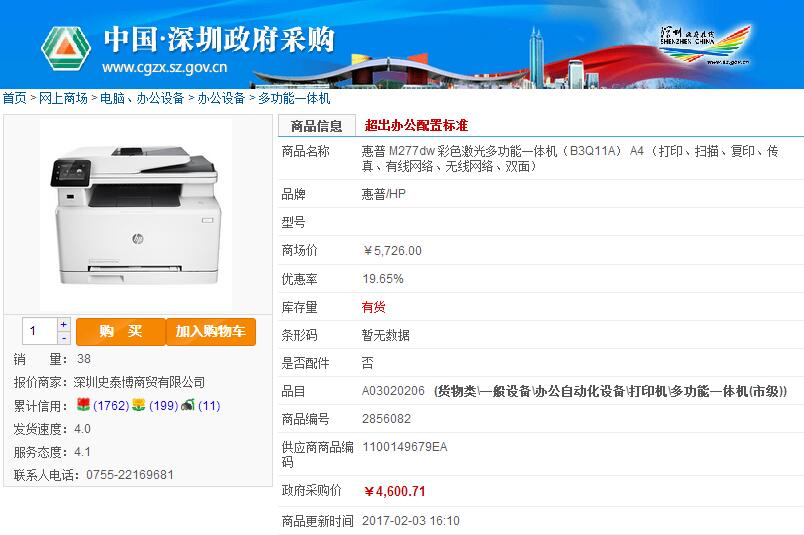 中国·深圳政府采购
www.cgzx.sz.gov.cn
深圳 政府在线
SHENZHEN CHINA
www.sz.gov.cn
首页 > 网上商场 > 电脑、办公设备 > 办公设备 > 多功能一体机
商品信息 超出办公配置标准
商品名称 惠普 M277dw 彩色激光多功能一体机（B3Q11A） A4（打印、扫描、复印、传
真、有线网络、无线网络、双面）
品牌 惠普/HP
型号
商场价 ￥5,726.00
优惠率 19.65%
库存量 有货
条形码 暂无数据
是否配件 否
品目 A03020206 (货物类\一般设备\办公自动化设备\打印机\多功能一体机(市级))
商品编号 2856082
供应商商品编
码 1100149679EA
政府采购价 ￥4,600.71
商品更新时间 2017-02-03 16:10
hp
1 + -
购 买 加入购物车
销 量： 38
报价商家： 深圳史泰博商贸有限公司
累计信用： (1762) (199) (11)
发货速度： 4.0
服务态度： 4.1
联系人电话： 0755-22169681